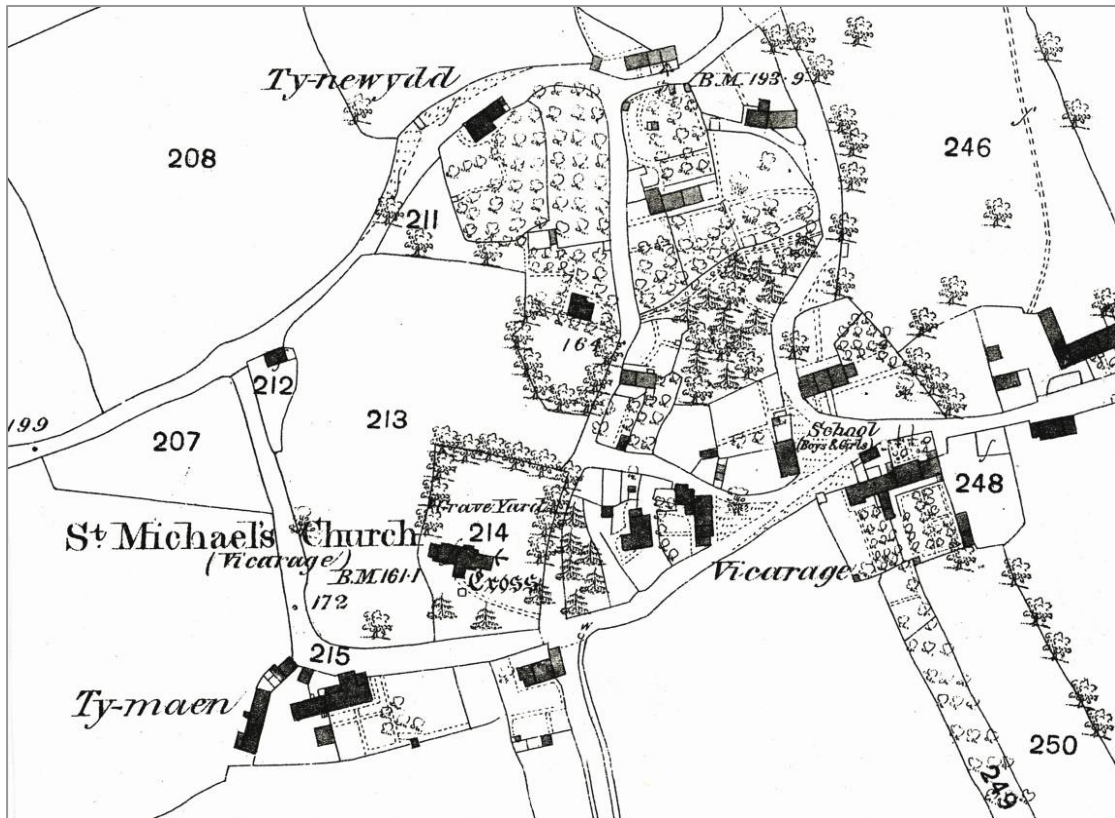 Ty-newydd
B.M. 193·9
208
246
211
164
212
213
199
207
School
(Boys & Girls)
248
Grave Yard
214
St. Michael's Church
(Vicarage)
B.M.161·1
Cross
Vicarage
172
W
215
Ty-maen
250
249